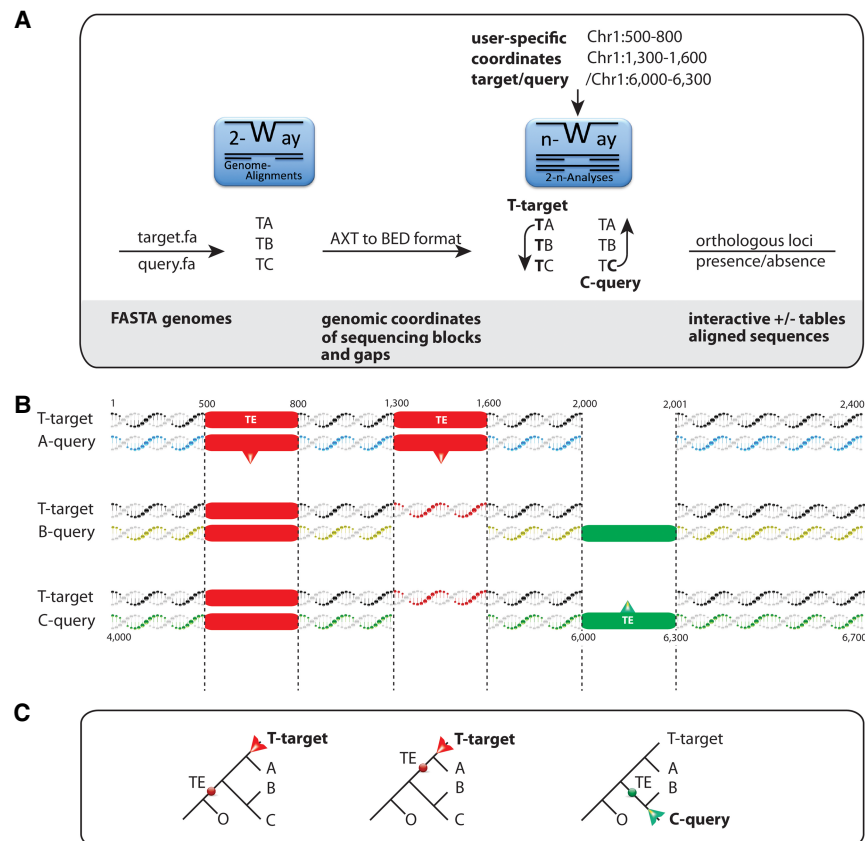 A
user-specific Chr1:500-800
coordinates Chr1:1,300-1,600
target/query /Chr1:6,000-6,300
2-Way
Genome-
Alignments
n-Way
2-n-Analyses
T-target
target.fa
query.fa
TA
TB
TC
AXT to BED format
TA
TB
TC
TA
TB
TC
C-query
orthologous loci
presence/absence
FASTA genomes
genomic coordinates
of sequencing blocks
and gaps
interactive +/- tables
aligned sequences
B
1 500 800 1,300 1,600 2,000 2,001 2,400
T-target TE TE
A-query
T-target
B-query
T-target
C-query TE
4,000 6,000 6,300 6,700
C
T-target
TE
A
B
O
C
T-target
TE
A
B
O
C
T-target
A
TE
B
O
C-query